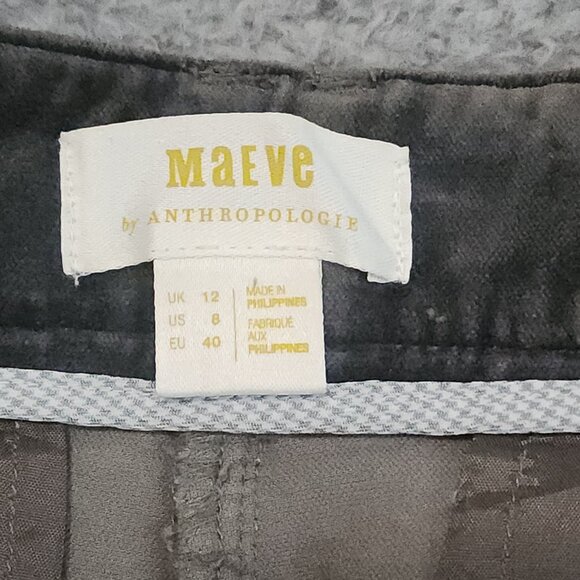 MaEVe
by ANTHROPOLOGIE
UK 12
US 8
EU 40
MADE IN
PHILIPPINES
FABRIQUÉ
AUX
PHILIPPINES